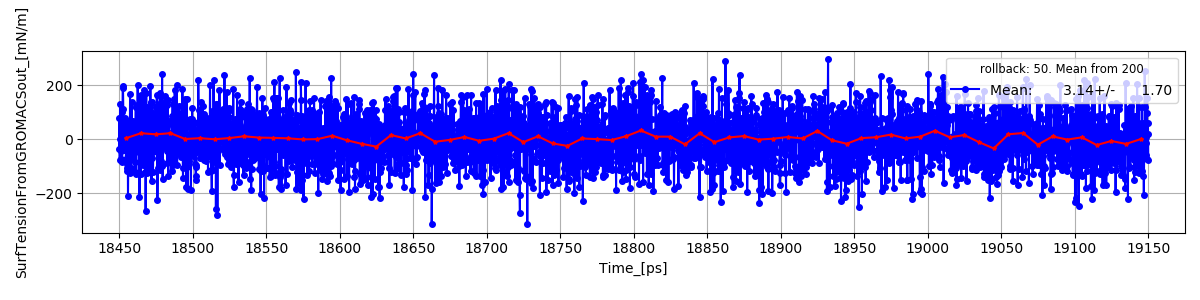 SurfTensionFromGROMACSout_[mN/m]
200
0
−200
rollback: 50. Mean from 200
Mean: 3.14+/- 1.70
18450 18500 18550 18600 18650 18700 18750 18800 18850 18900 18950 19000 19050 19100 19150
Time_[ps]